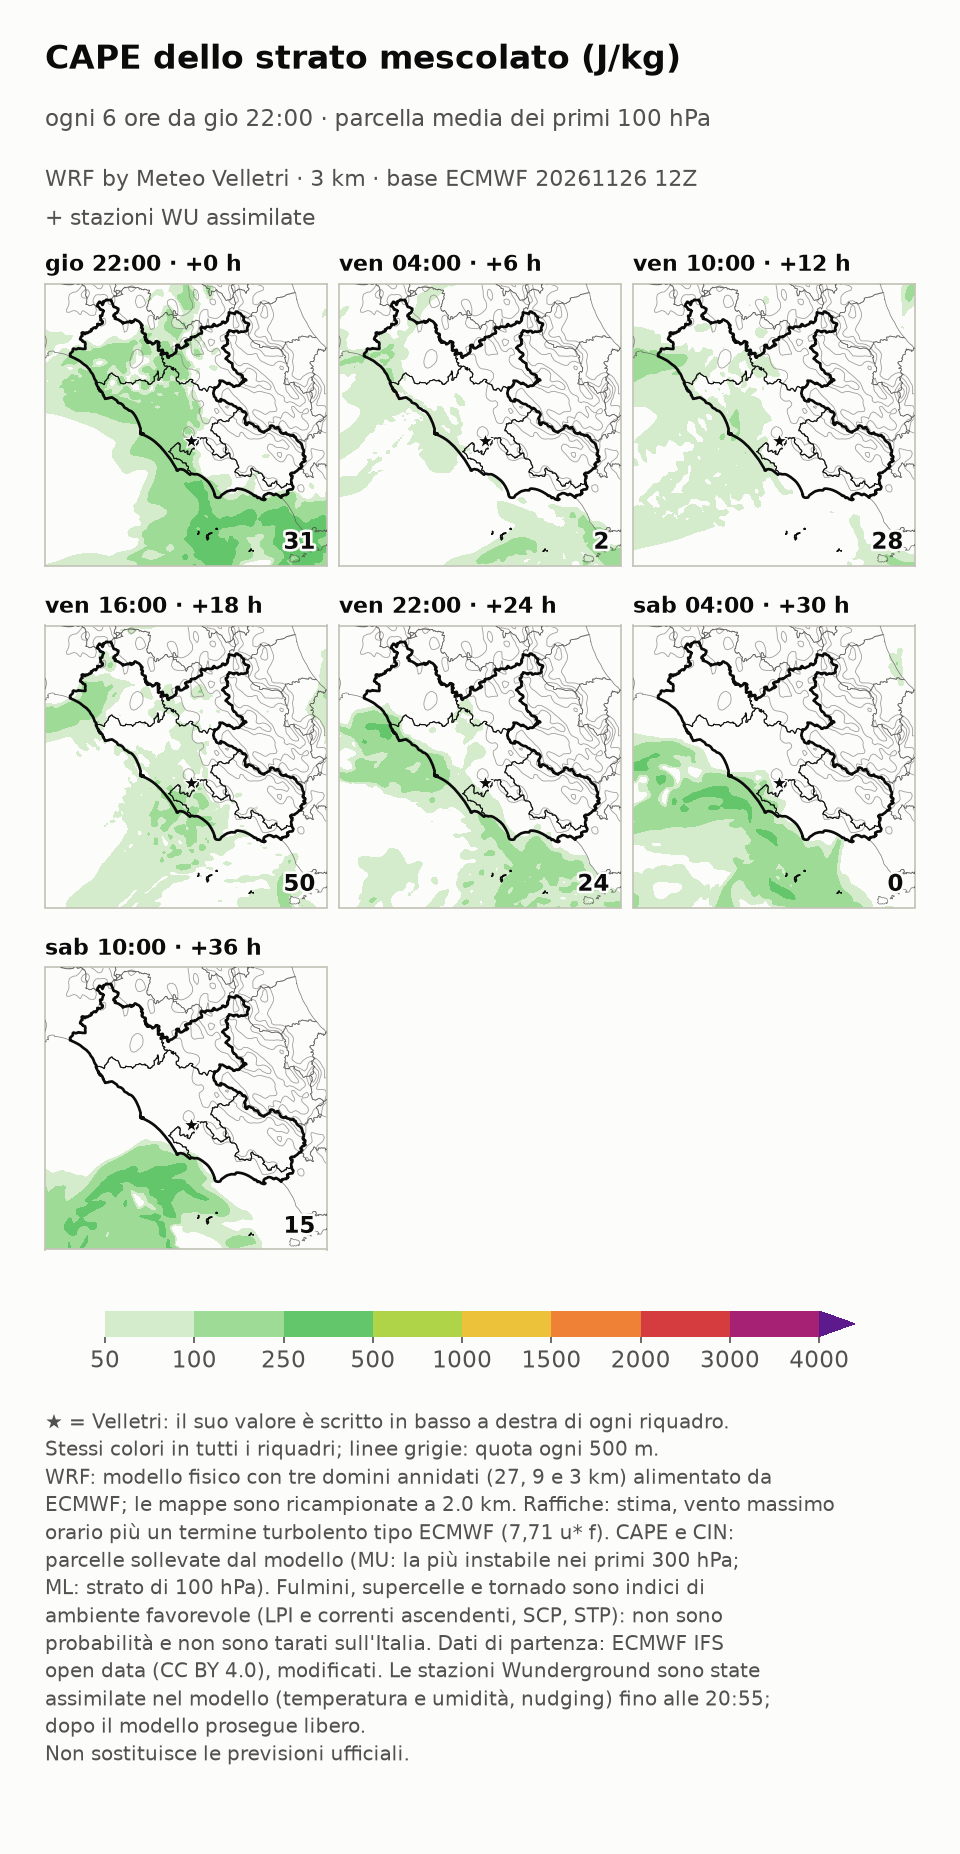 CAPE dello strato mescolato (J/kg)
ogni 6 ore da gio 22:00 · parcella media dei primi 100 hPa
WRF by Meteo Velletri · 3 km · base ECMWF 20261126 12Z
+ stazioni WU assimilate
gio 22:00 · +0 h
ven 04:00 · +6 h
ven 10:00 · +12 h
31
2
28
ven 16:00 · +18 h
ven 22:00 · +24 h
sab 04:00 · +30 h
50
24
0
sab 10:00 · +36 h
15
50 100 250 500 1000 1500 2000 3000 4000
★ = Velletri: il suo valore è scritto in basso a destra di ogni riquadro.
Stessi colori in tutti i riquadri; linee grigie: quota ogni 500 m.
WRF: modello fisico con tre domini annidati (27, 9 e 3 km) alimentato da
ECMWF; le mappe sono ricampionate a 2.0 km. Raffiche: stima, vento massimo
orario più un termine turbolento tipo ECMWF (7,71 u* f). CAPE e CIN:
parcelle sollevate dal modello (MU: la più instabile nei primi 300 hPa;
ML: strato di 100 hPa). Fulmini, supercelle e tornado sono indici di
ambiente favorevole (LPI e correnti ascendenti, SCP, STP): non sono
probabilità e non sono tarati sull'Italia. Dati di partenza: ECMWF IFS
open data (CC BY 4.0), modificati. Le stazioni Wunderground sono state
assimilate nel modello (temperatura e umidità, nudging) fino alle 20:55;
dopo il modello prosegue libero.
Non sostituisce le previsioni ufficiali.